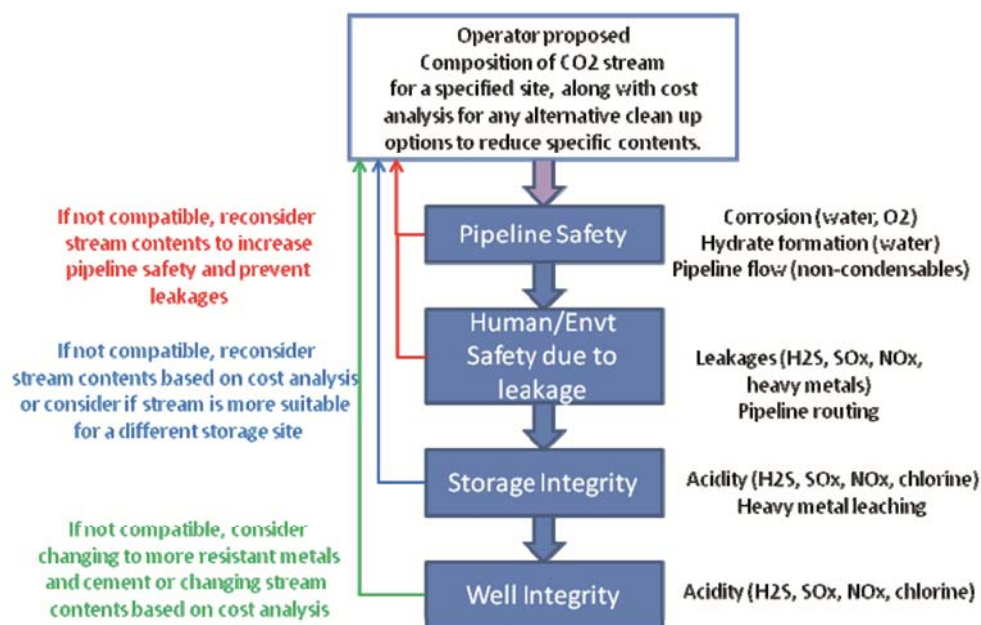 Operator proposed
Composition of CO2 stream
for a specified site, along with cost
analysis for any alternative clean up
options to reduce specific contents.
If not compatible, reconsider
stream contents to increase
pipeline safety and prevent
leakages
Pipeline Safety
Corrosion (water, O2)
Hydrate formation (water)
Pipeline flow (non-condensables)
If not compatible, reconsider
stream contents based on cost analysis
or consider if stream is more suitable
for a different storage site
Human/Envt
Safety due to
leakage
Leakages (H2S, SOx, NOx,
heavy metals)
Pipeline routing
Storage Integrity
Acidity (H2S, SOx, NOx, chlorine)
Heavy metal leaching
If not compatible, consider
changing to more resistant metals
and cement or changing stream
contents based on cost analysis
Well Integrity
Acidity (H2S, SOx, NOx, chlorine)